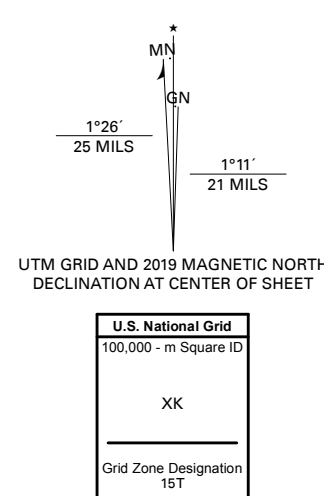 ★
MN
GN
1°26´
25 MILS
1°11´
21 MILS
UTM GRID AND 2019 MAGNETIC NORTH
DECLINATION AT CENTER OF SHEET
U.S. National Grid
100,000 - m Square ID
XK
Grid Zone Designation
15T